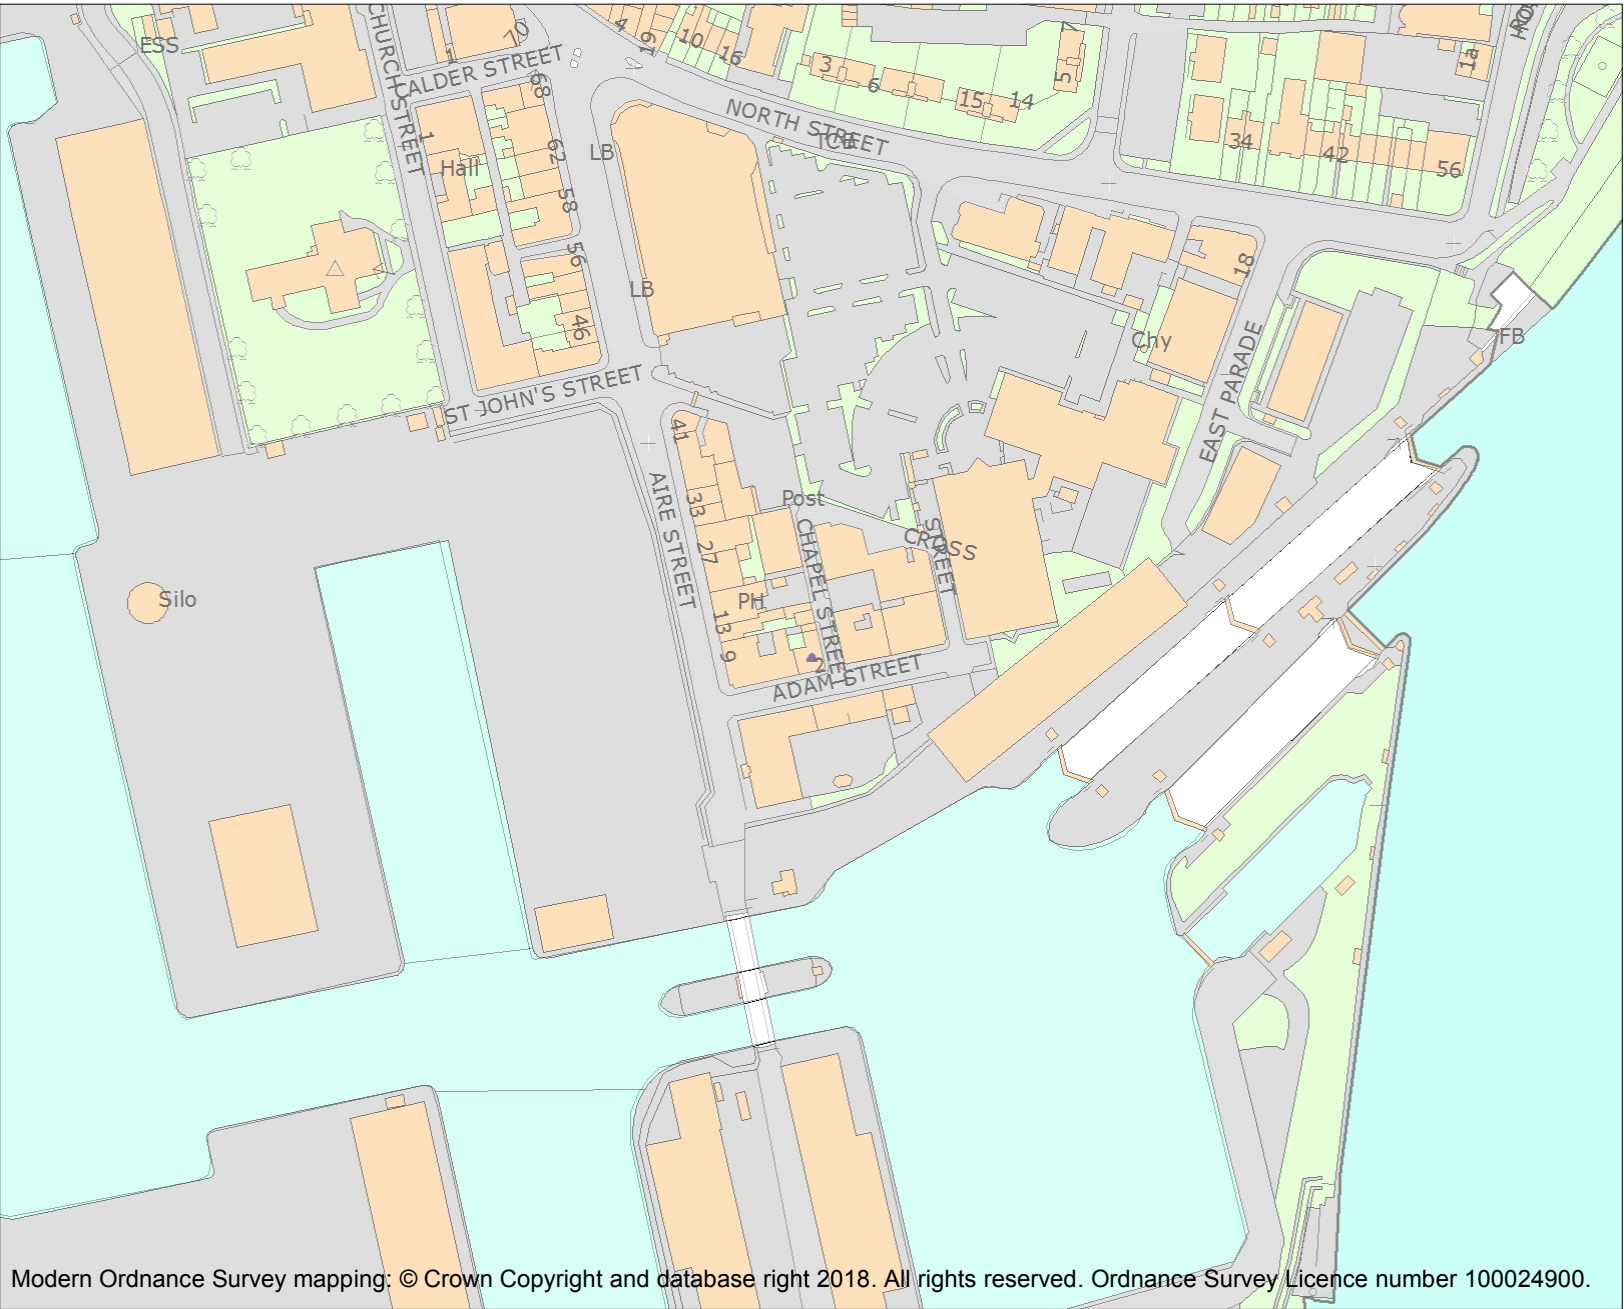 ESS
CHURCH STREET
1
70
CALDER STREET
68
4
19
10
16
3
6
15
14
5
7
1a
NORTH STREET
TCB
LB
1
Hall
62
58
56
46
LB
34
42
56
18
Chy
FB
EAST PARADE
ST JOHN'S STREET
41
33
27
AIRE STREET
Post
CHAPEL STREET
CROSS STREET
Silo
PH
13
9
2
ADAM STREET
Modern Ordnance Survey mapping: © Crown Copyright and database right 2018. All rights reserved. Ordnance Survey Licence number 100024900.